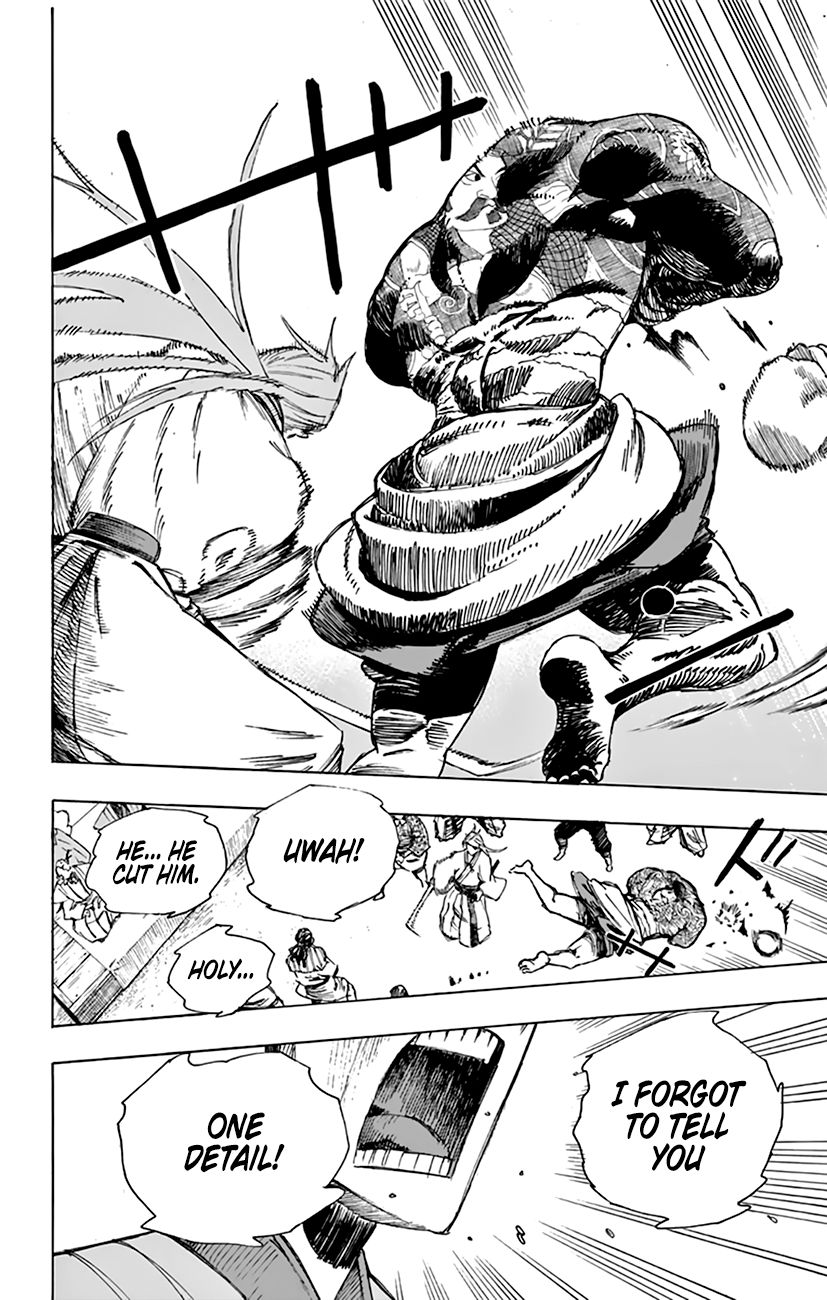 UWAH!
HE... HE
CUT HIM.
HOLY...
I FORGOT
TO TELL
YOU
ONE
DETAIL!